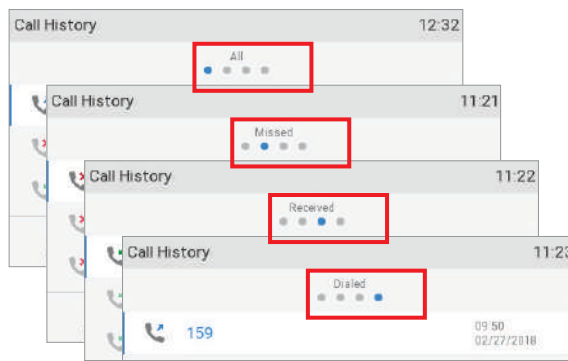 Call History 12:32
All
Call History 11:21
Missed
Call History 11:22
Received
Call History 11:23
Dialed
159 09:50
02/27/2018